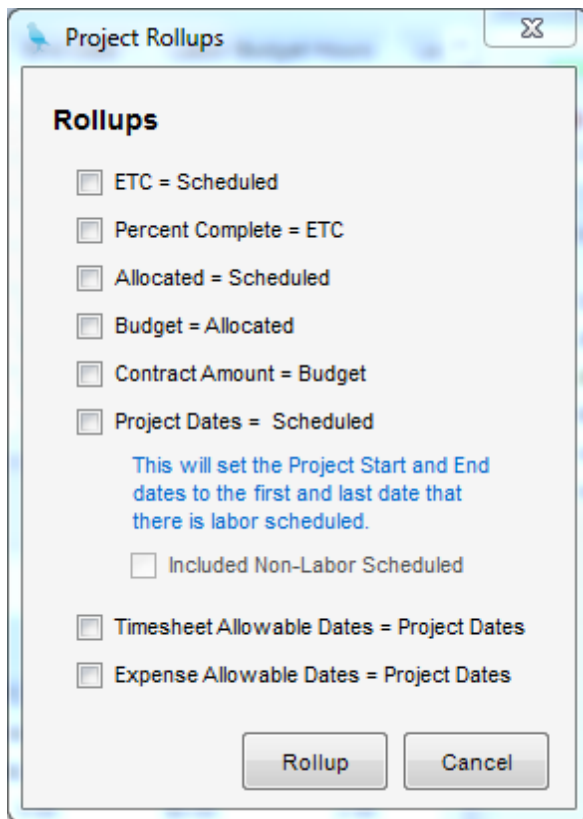 Project Rollups
Rollups
ETC = Scheduled
Percent Complete = ETC
Allocated = Scheduled
Budget = Allocated
Contract Amount = Budget
Project Dates = Scheduled
This will set the Project Start and End
dates to the first and last date that
there is labor scheduled.
Included Non-Labor Scheduled
Timesheet Allowable Dates = Project Dates
Expense Allowable Dates = Project Dates
Rollup Cancel